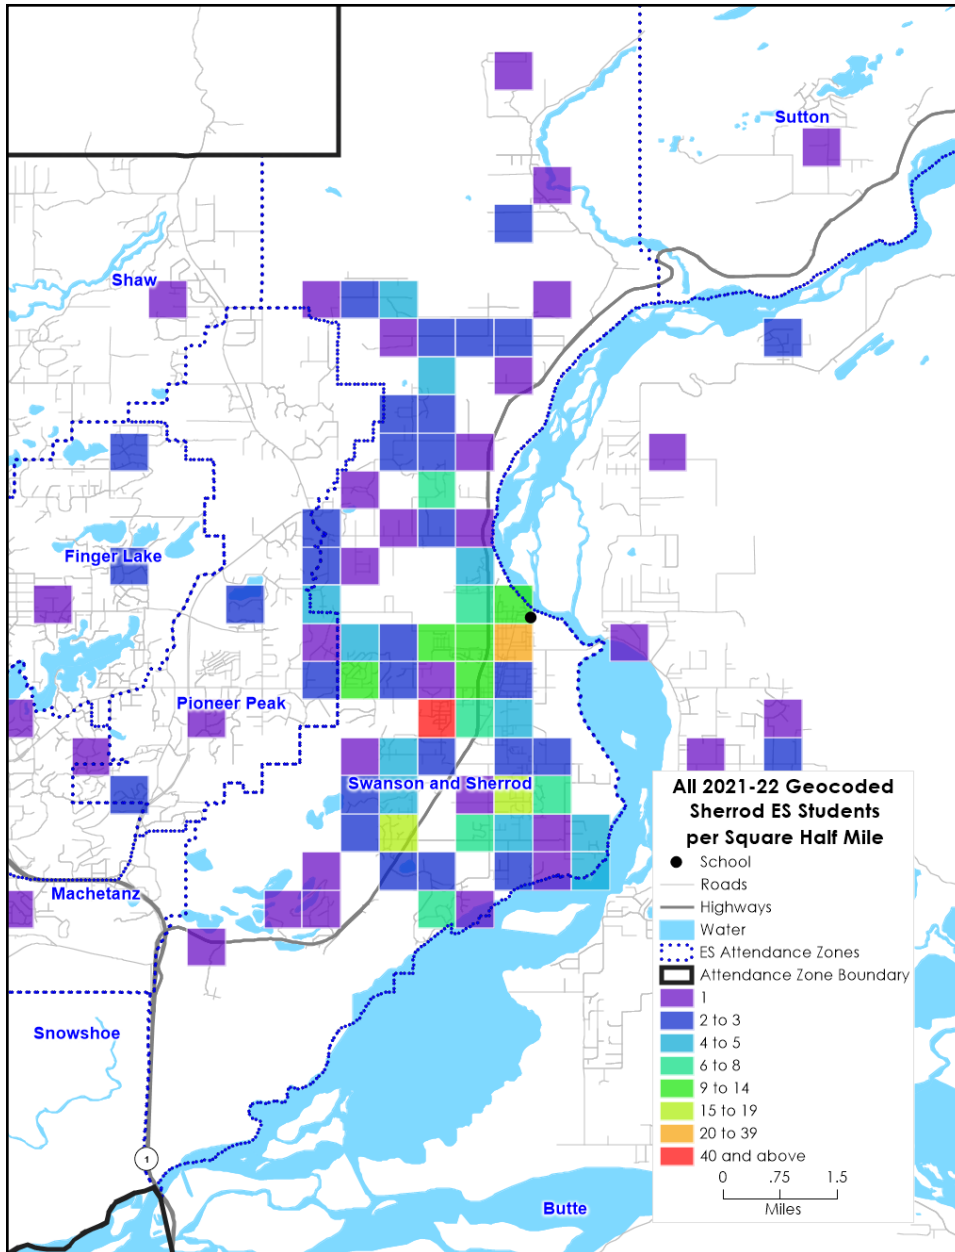 Sutton
Shaw
Finger Lake
Pioneer Peak
Swanson and Sherrod
Machetanz
Snowshoe
1
Butte
All 2021-22 Geocoded
Sherrod ES Students
per Square Half Mile
School
Roads
Highways
Water
ES Attendance Zones
Attendance Zone Boundary
1
2 to 3
4 to 5
6 to 8
9 to 14
15 to 19
20 to 39
40 and above
0 .75 1.5
Miles